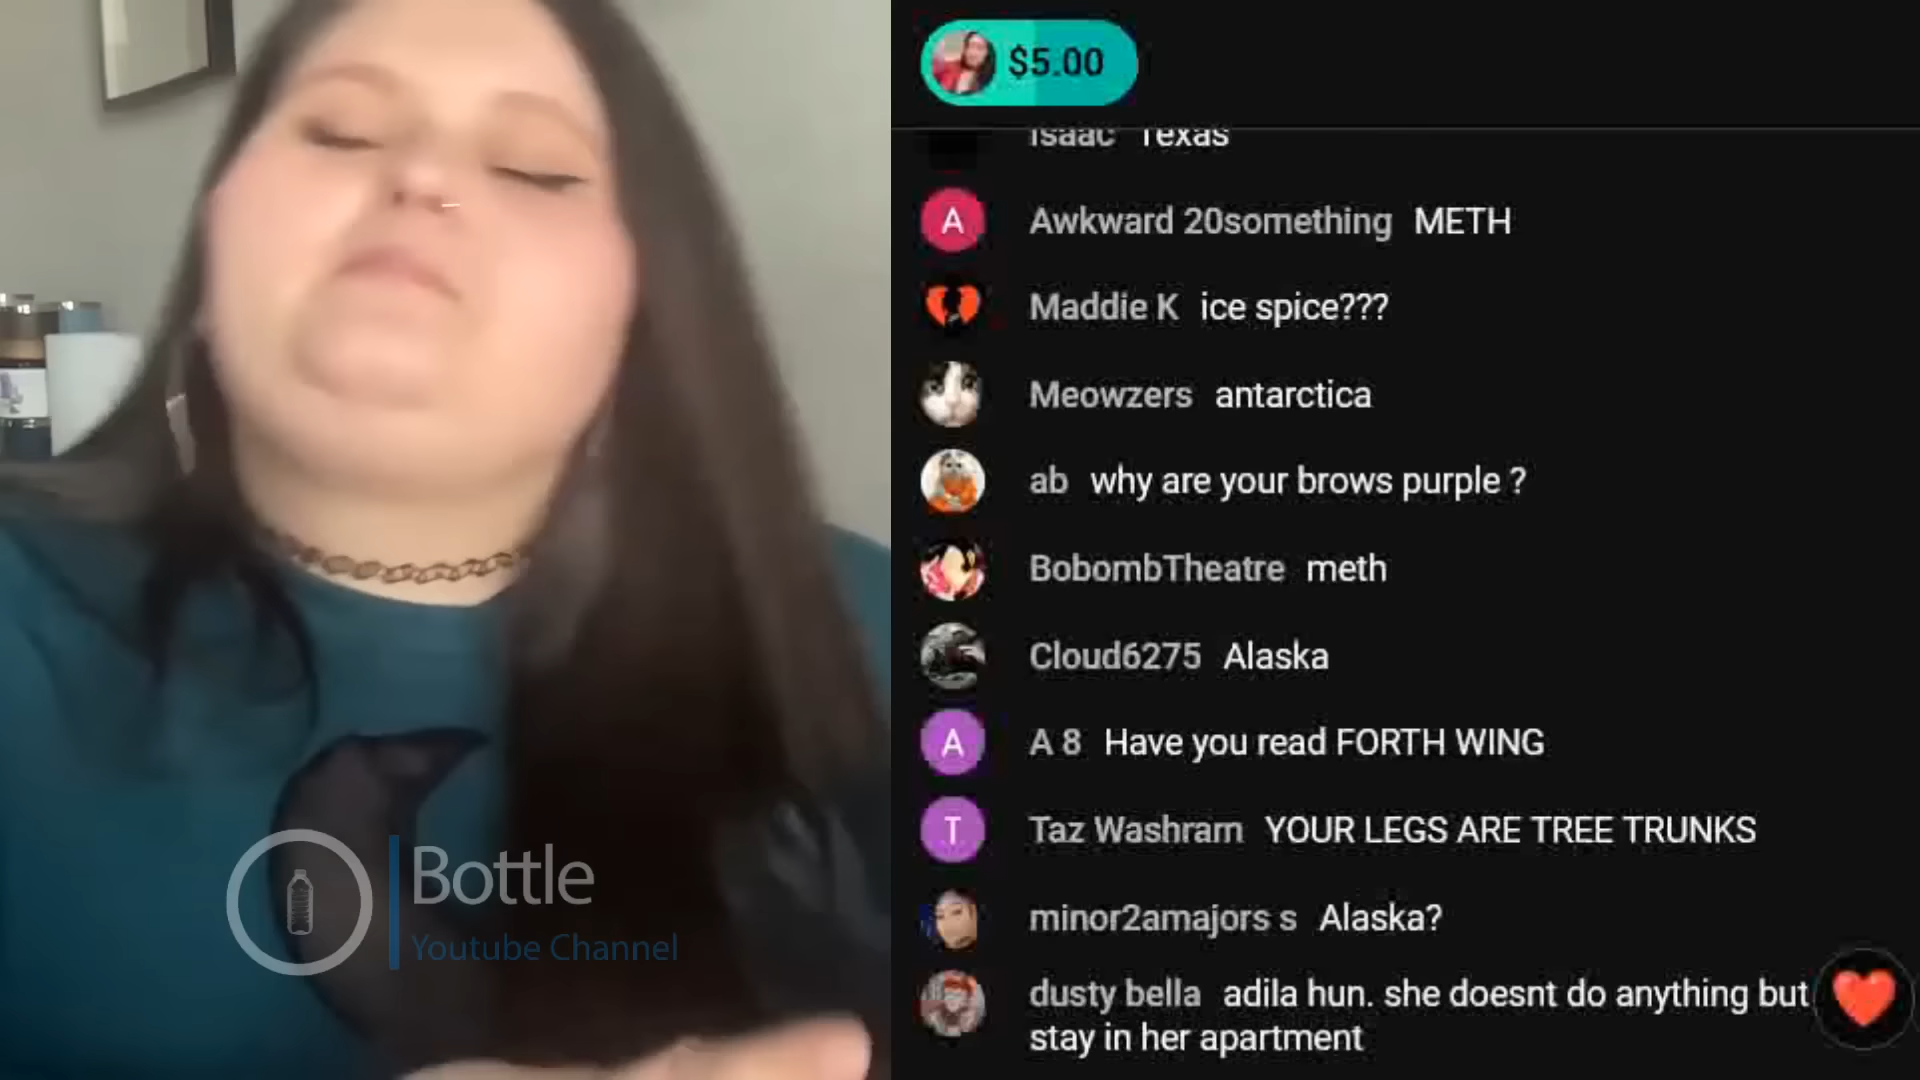 $5.00
Isaac Texas
A Awkward 20something METH
Maddie K ice spice???
Meowzers antarctica
ab why are your brows purple ?
BobombTheatre meth
Cloud6275 Alaska
A A 8 Have you read FORTH WING
T Taz Washram YOUR LEGS ARE TREE TRUNKS
minor2amajors s Alaska?
dusty bella adila hun. she doesnt do anything but
stay in her apartment
Bottle
Youtube Channel